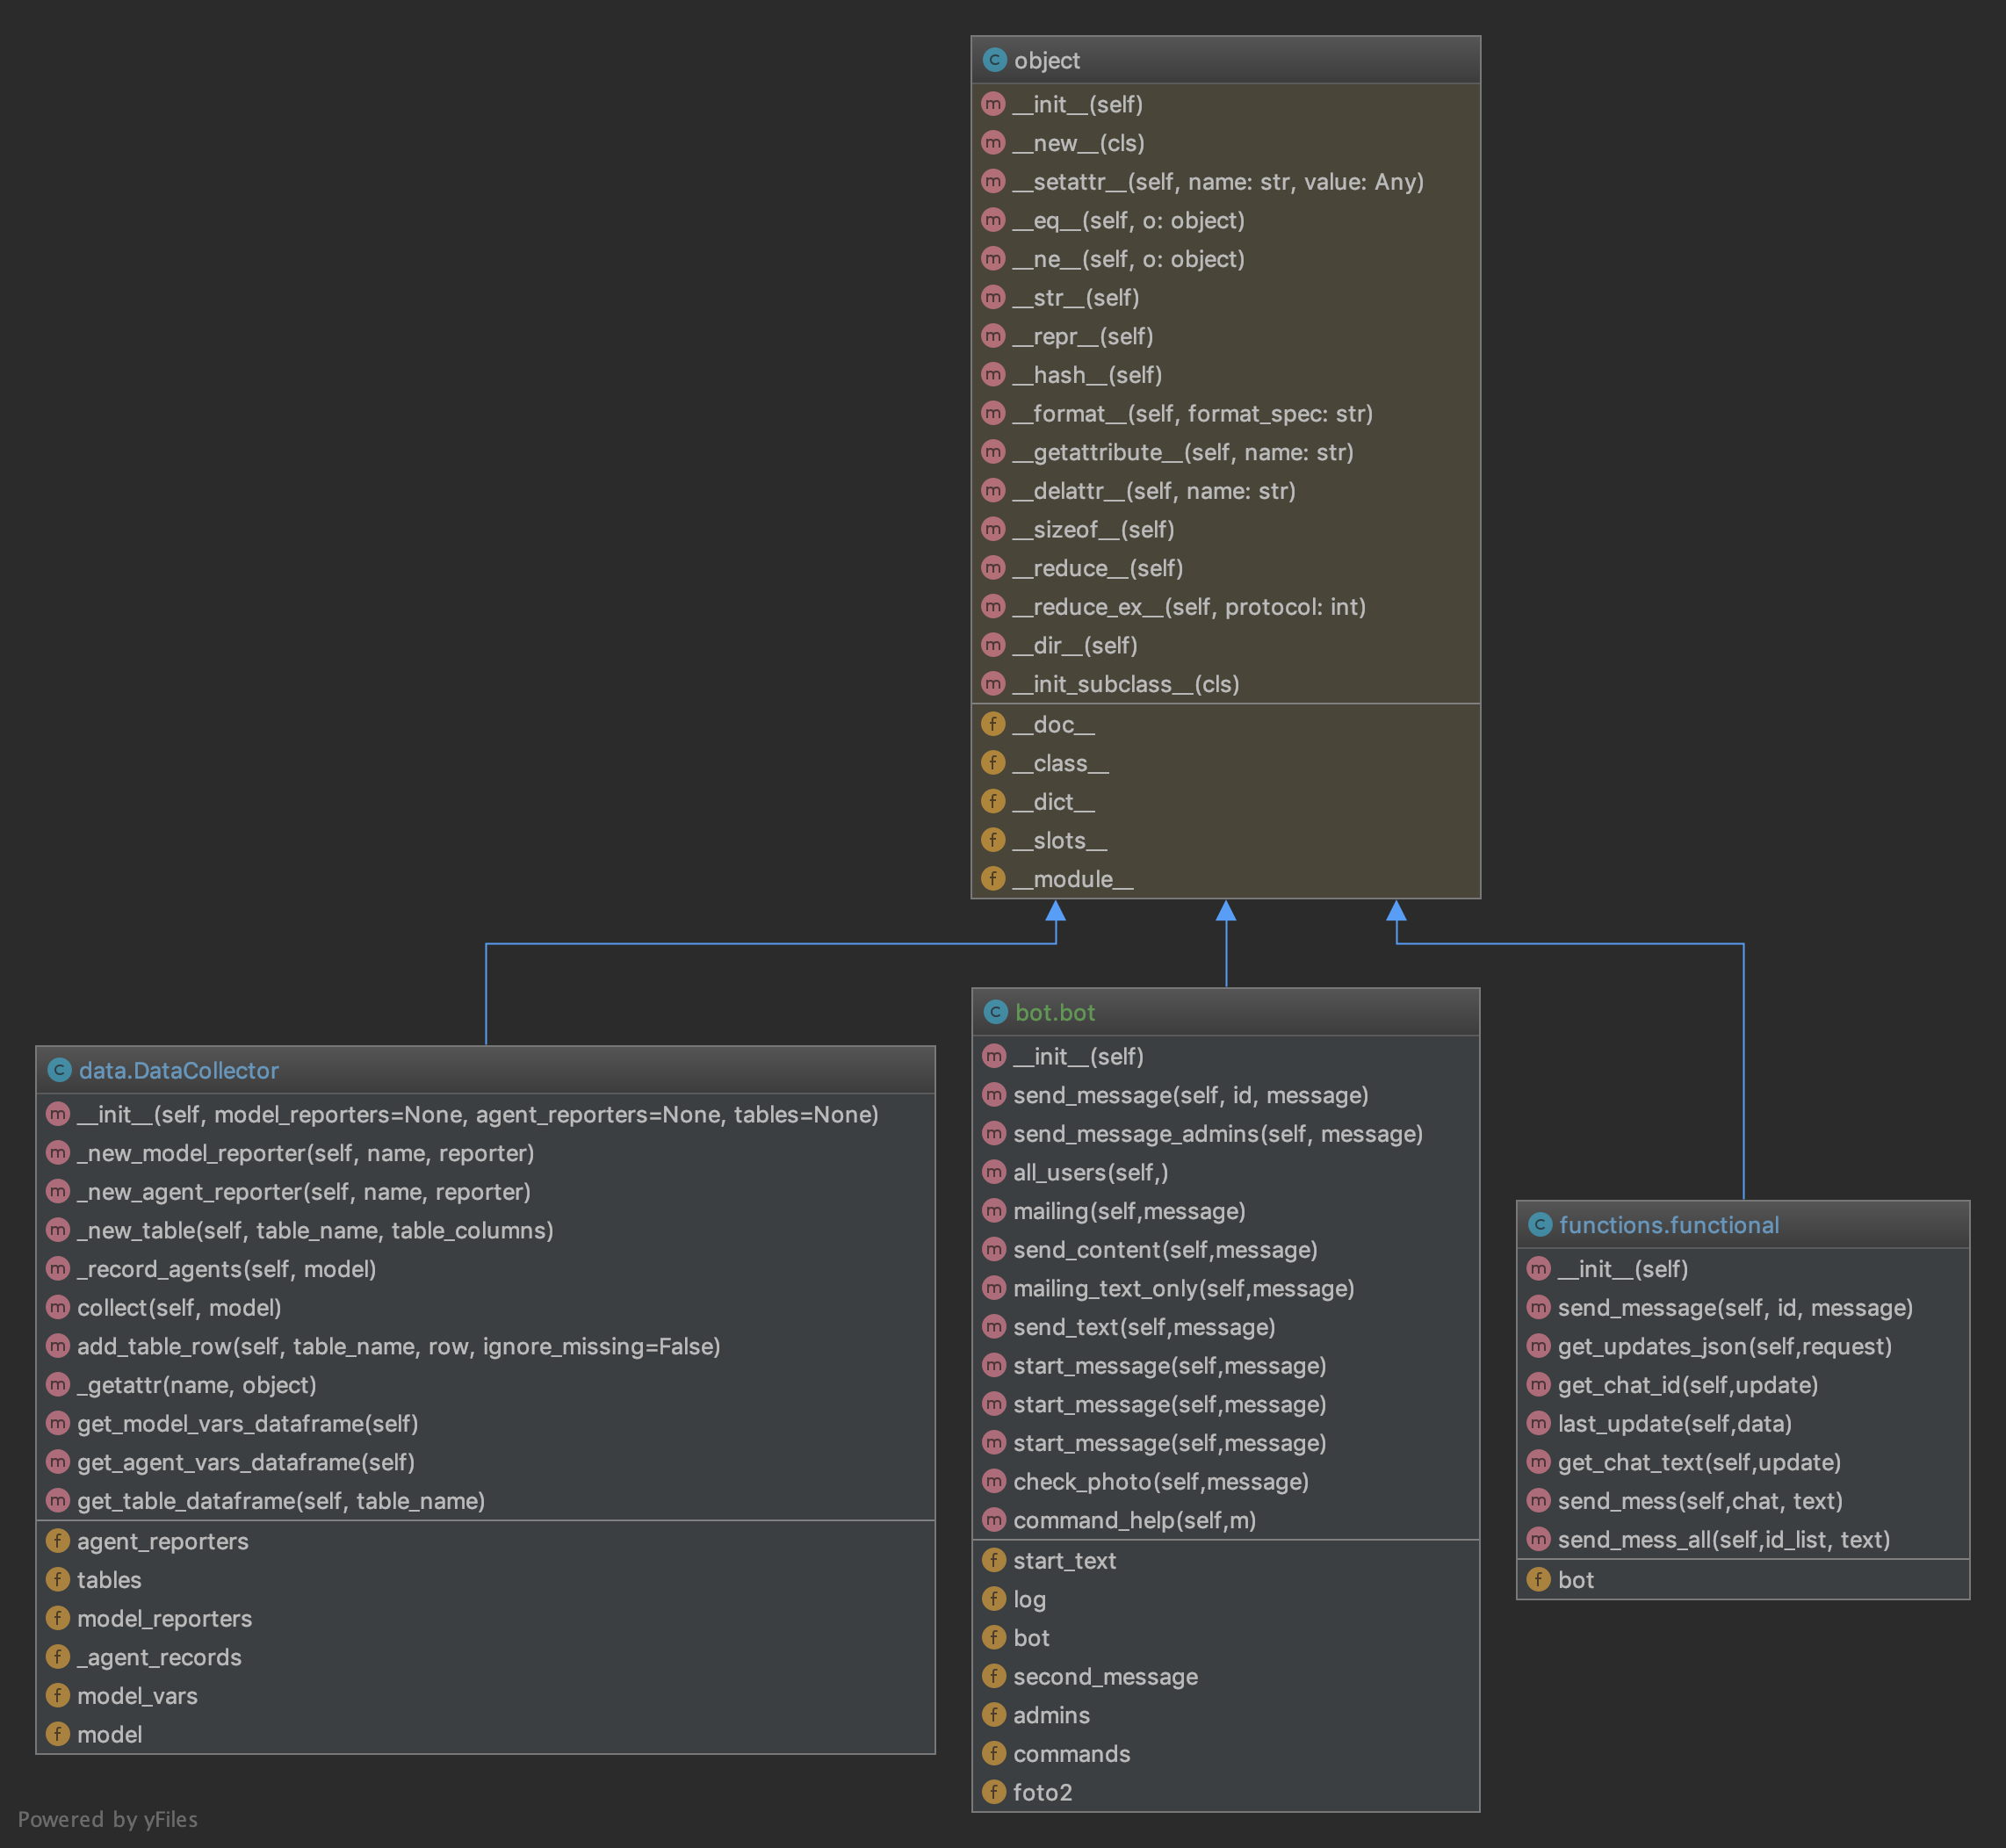 object
__init__(self)
__new__(cls)
__setattr__(self, name: str, value: Any)
__eq__(self, o: object)
__ne__(self, o: object)
__str__(self)
__repr__(self)
__hash__(self)
__format__(self, format_spec: str)
__getattribute__(self, name: str)
__delattr__(self, name: str)
__sizeof__(self)
__reduce__(self)
__reduce_ex__(self, protocol: int)
__dir__(self)
__init_subclass__(cls)
__doc__
__class__
__dict__
__slots__
__module__
data.DataCollector
__init__(self, model_reporters=None, agent_reporters=None, tables=None)
_new_model_reporter(self, name, reporter)
_new_agent_reporter(self, name, reporter)
_new_table(self, table_name, table_columns)
_record_agents(self, model)
collect(self, model)
add_table_row(self, table_name, row, ignore_missing=False)
_getattr(name, object)
get_model_vars_dataframe(self)
get_agent_vars_dataframe(self)
get_table_dataframe(self, table_name)
agent_reporters
tables
model_reporters
_agent_records
model_vars
model
bot.bot
__init__(self)
send_message(self, id, message)
send_message_admins(self, message)
all_users(self,)
mailing(self,message)
send_content(self,message)
mailing_text_only(self,message)
send_text(self,message)
start_message(self,message)
start_message(self,message)
start_message(self,message)
check_photo(self,message)
command_help(self,m)
start_text
log
bot
second_message
admins
commands
foto2
functions.functional
__init__(self)
send_message(self, id, message)
get_updates_json(self,request)
get_chat_id(self,update)
last_update(self,data)
get_chat_text(self,update)
send_mess(self,chat, text)
send_mess_all(self,id_list, text)
bot
Powered by yFiles